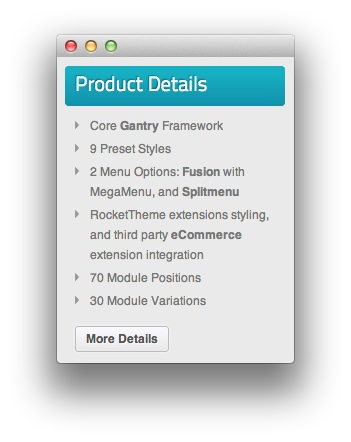 Product Details
Core Gantry Framework
9 Preset Styles
2 Menu Options: Fusion with
MegaMenu, and Splitmenu
RocketTheme extensions styling,
and third party eCommerce
extension integration
70 Module Positions
30 Module Variations
More Details